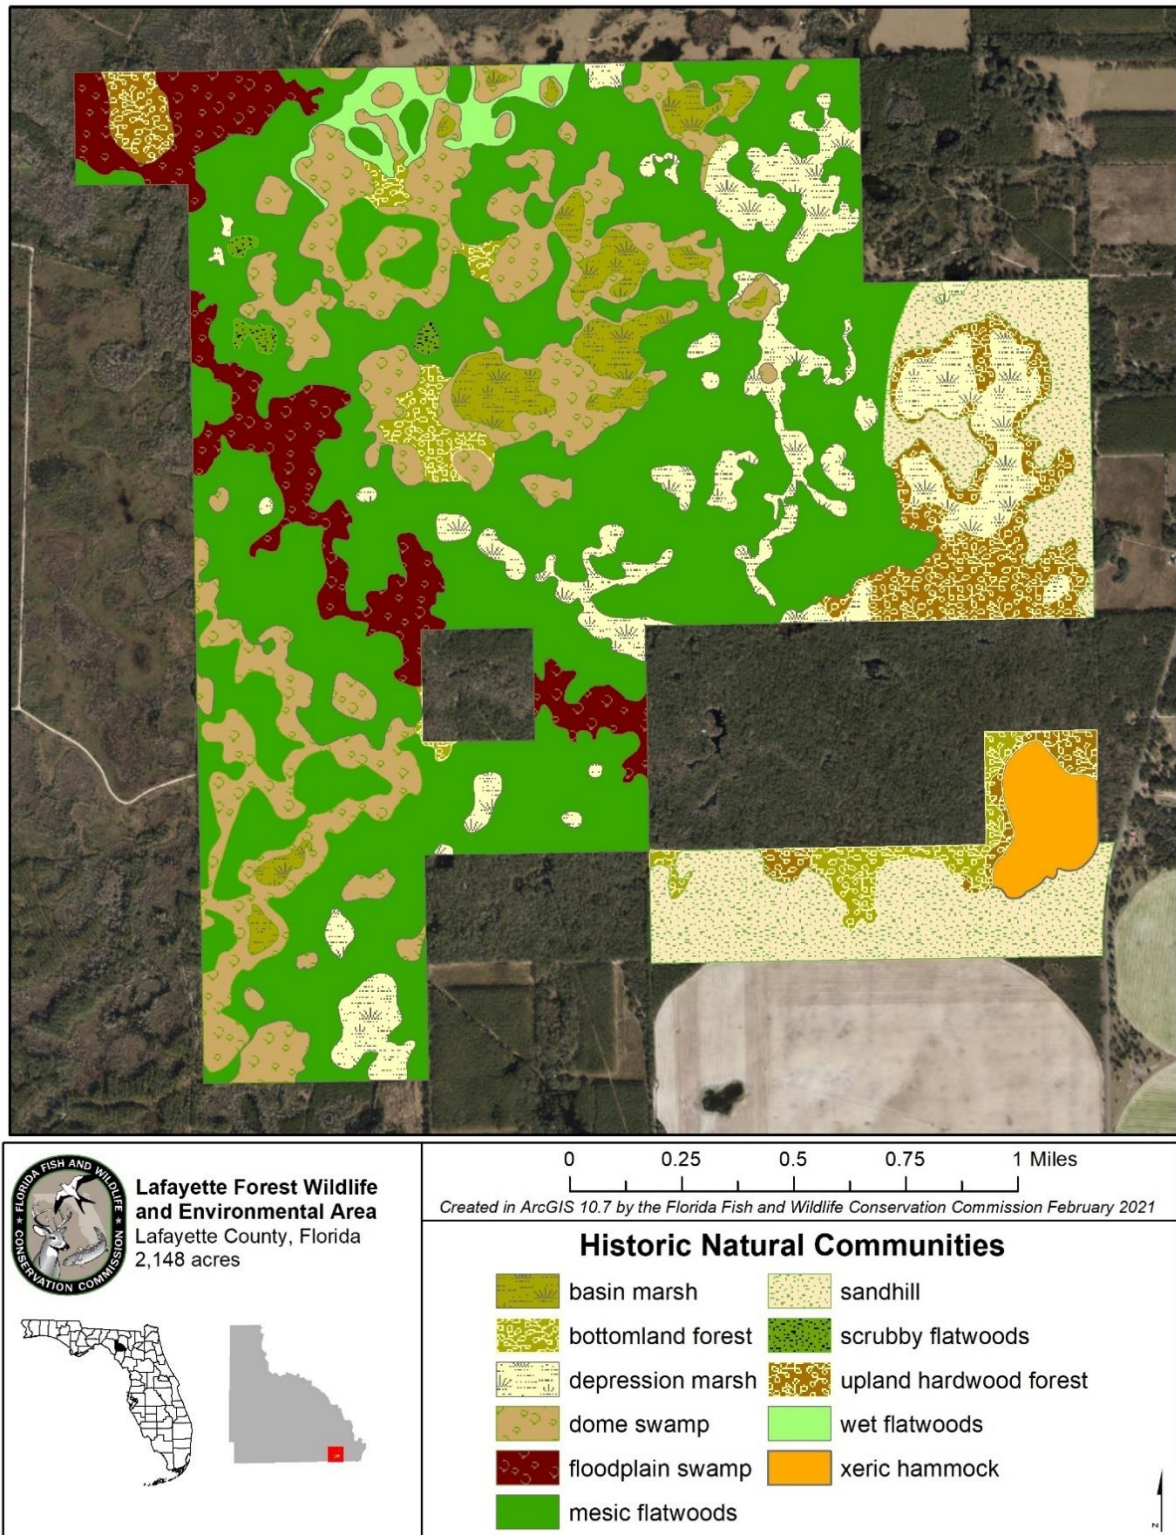 FLORIDA FISH AND WILDLIFE
CONSERVATION COMMISSION
Lafayette Forest Wildlife
and Environmental Area
Lafayette County, Florida
2,148 acres
0 0.25 0.5 0.75 1 Miles
Created in ArcGIS 10.7 by the Florida Fish and Wildlife Conservation Commission February 2021
Historic Natural Communities
basin marsh
bottomland forest
depression marsh
dome swamp
floodplain swamp
mesic flatwoods
sandhill
scrubby flatwoods
upland hardwood forest
wet flatwoods
xeric hammock
N